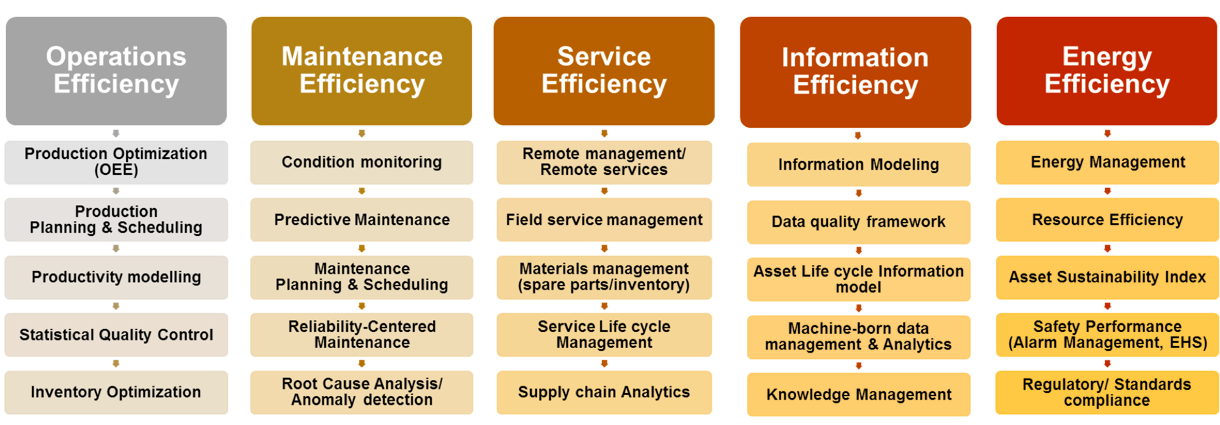 Operations
Efficiency
Production Optimization
(OEE)
Production
Planning & Scheduling
Productivity modelling
Statistical Quality Control
Inventory Optimization
Maintenance
Efficiency
Condition monitoring
Predictive Maintenance
Maintenance
Planning & Scheduling
Reliability-Centered
Maintenance
Root Cause Analysis/
Anomaly detection
Service
Efficiency
Remote management/
Remote services
Field service management
Materials management
(spare parts/inventory)
Service Life cycle
Management
Supply chain Analytics
Information
Efficiency
Information Modeling
Data quality framework
Asset Life cycle Information
model
Machine-born data
management & Analytics
Knowledge Management
Energy
Efficiency
Energy Management
Resource Efficiency
Asset Sustainability Index
Safety Performance
(Alarm Management, EHS)
Regulatory/ Standards
compliance